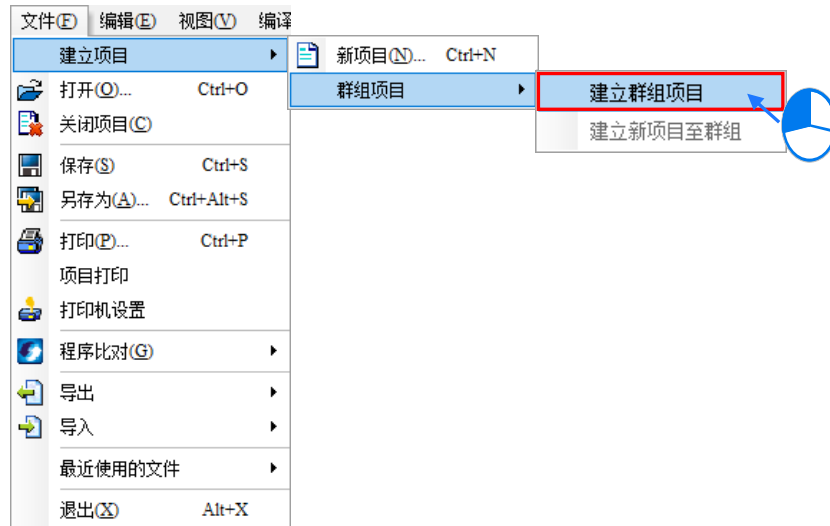 文件(F) 编辑(E) 视图(V) 编译
建立项目
新项目(N)... Ctrl+N
打开(O)... Ctrl+O
群组项目
建立群组项目
关闭项目(C)
建立新项目至群组
保存(S) Ctrl+S
另存为(A)... Ctrl+Alt+S
打印(P)... Ctrl+P
项目打印
打印机设置
程序比对(G)
导出
导入
最近使用的文件
退出(X) Alt+X